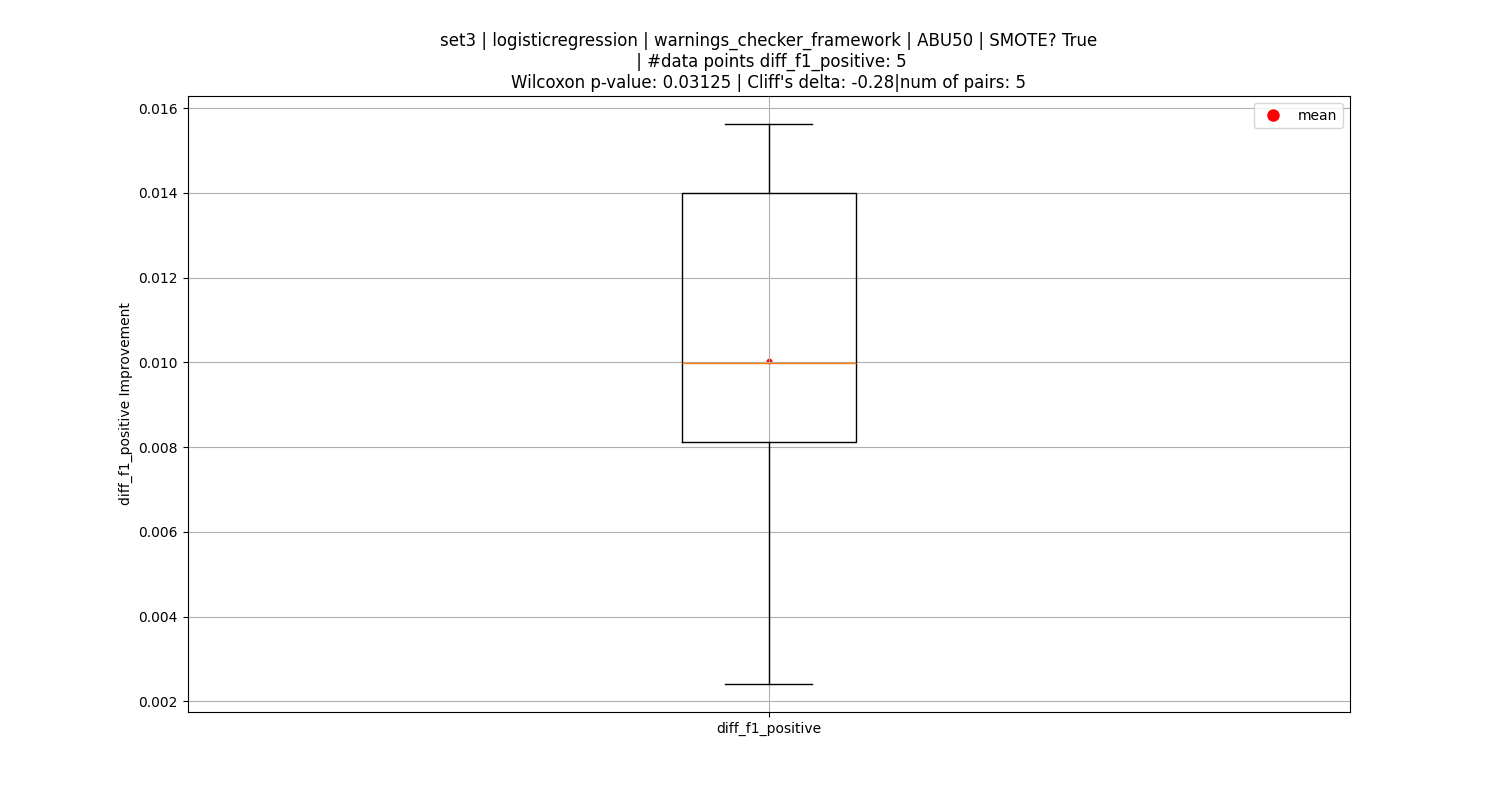 set3 | logisticregression | warnings_checker_framework | ABU50 | SMOTE? True
| #data points diff_f1_positive: 5
Wilcoxon p-value: 0.03125 | Cliff's delta: -0.28|num of pairs: 5
mean
0.016
0.014
0.012
0.010
0.008
0.006
0.004
0.002
diff_f1_positive Improvement
diff_f1_positive